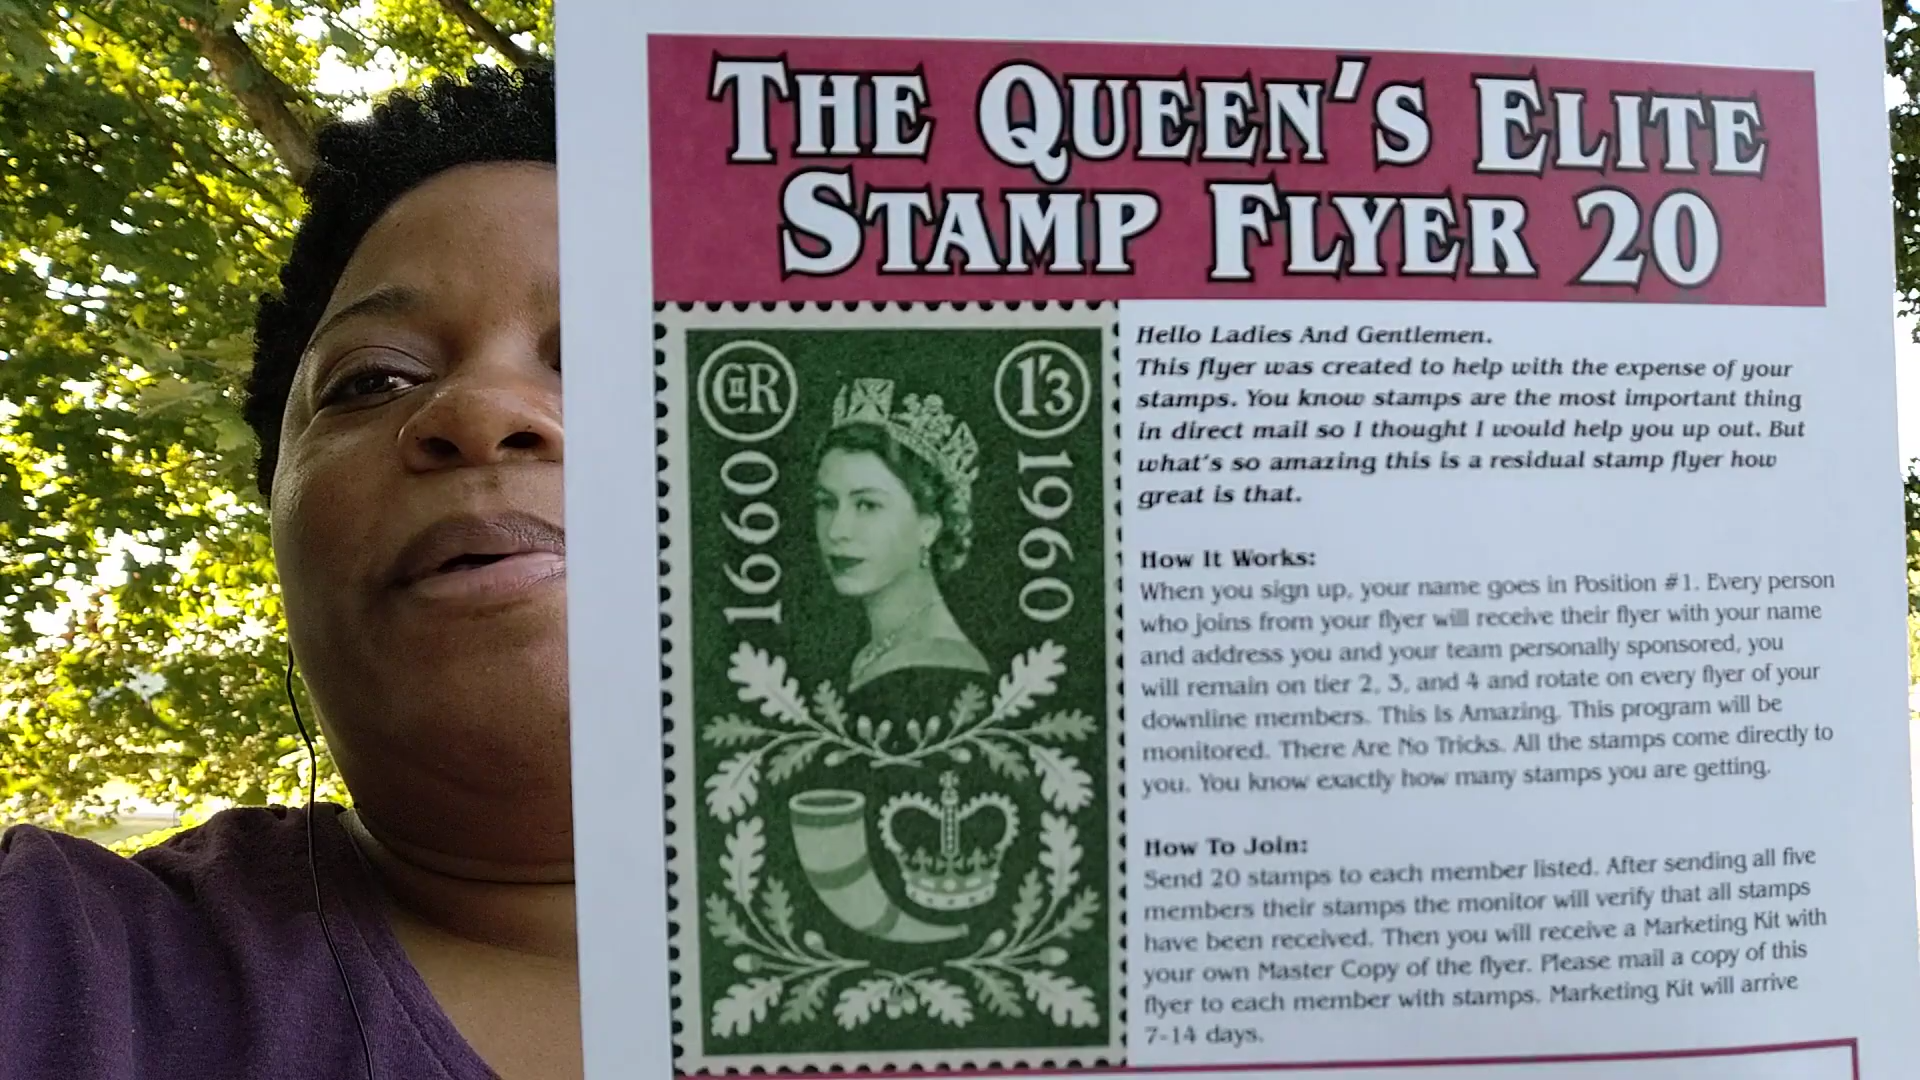 THE QUEEN'S ELITE
STAMP FLYER 20
EIIR
1'3
1660
1960
Hello Ladies And Gentlemen.
This flyer was created to help with the expense of your
stamps. You know stamps are the most important thing
in direct mail so I thought I would help you up out. But
what's so amazing this is a residual stamp flyer how
great is that.
How It Works:
When you sign up, your name goes in Position #1. Every person
who joins from your flyer will receive their flyer with your name
and address you and your team personally sponsored, you
will remain on tier 2, 3, and 4 and rotate on every flyer of your
downline members. This Is Amazing. This program will be
monitored. There Are No Tricks. All the stamps come directly to
you. You know exactly how many stamps you are getting.
How To Join:
Send 20 stamps to each member listed. After sending all five
members their stamps the monitor will verify that all stamps
have been received. Then you will receive a Marketing Kit with
your own Master Copy of the flyer. Please mail a copy of this
flyer to each member with stamps. Marketing Kit will arrive
7-14 days.